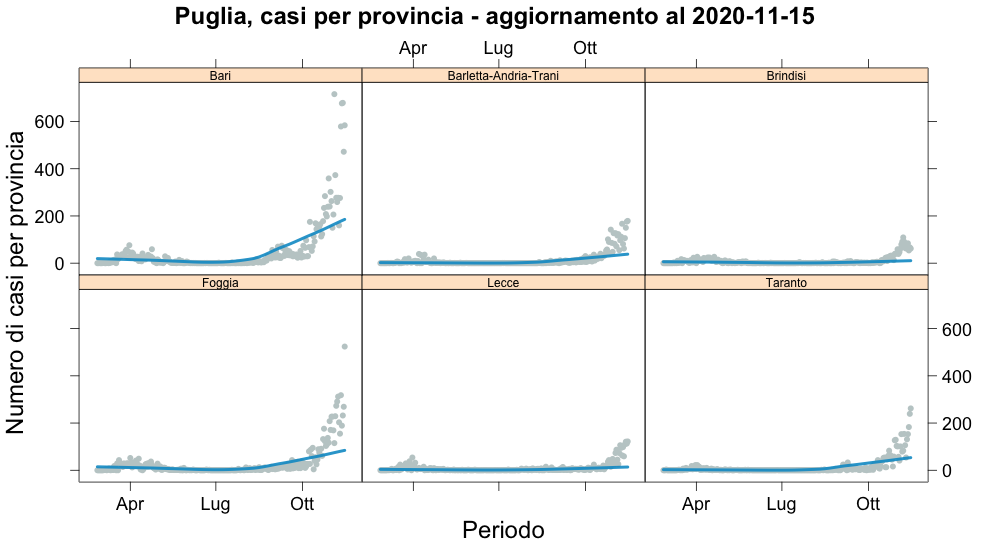 Puglia, casi per provincia - aggiornamento al 2020-11-15
Apr Lug Ott
Bari Barletta-Andria-Trani Brindisi
600
400
200
0
Numero di casi per provincia
Foggia Lecce Taranto
600
400
200
0
Apr Lug Ott Apr Lug Ott
Periodo